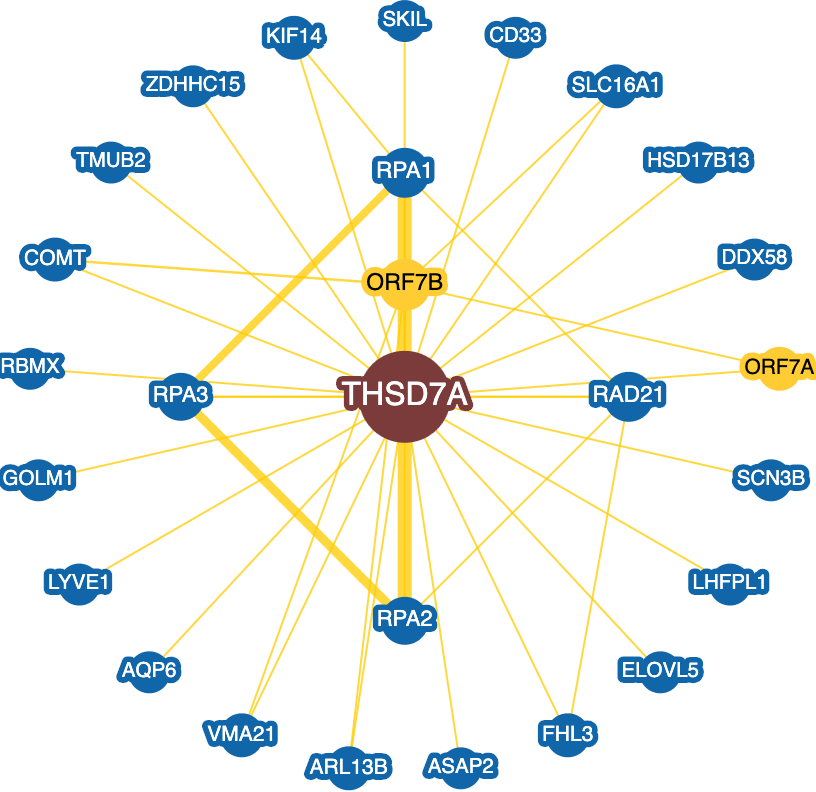 SKIL
KIF14
CD33
ZDHHC15
SLC16A1
TMUB2
HSD17B13
RPA1
COMT
DDX58
ORF7B
RBMX
ORF7A
RPA3
THSD7A
RAD21
GOLM1
SCN3B
LYVE1
LHFPL1
RPA2
AQP6
ELOVL5
VMA21
FHL3
ARL13B
ASAP2